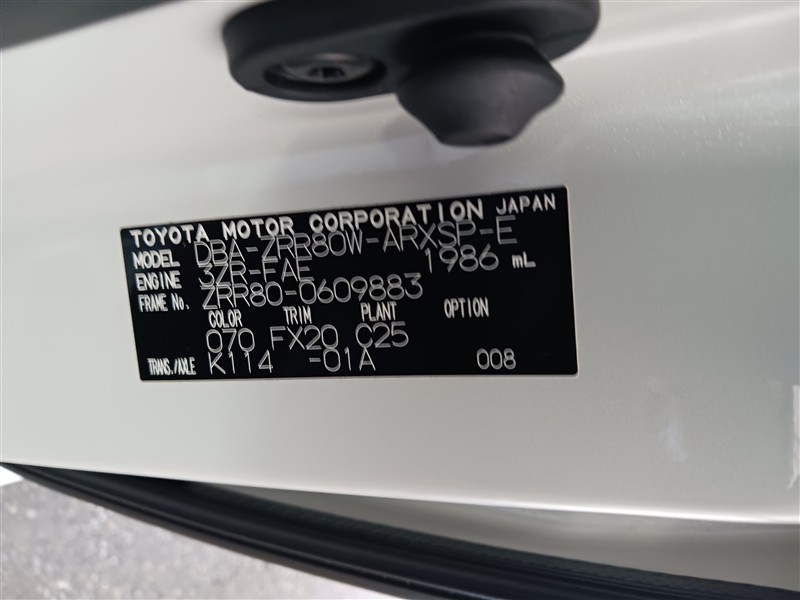 TOYOTA MOTOR CORPORATION JAPAN
MODEL DBA-ZRR80W-ARXSP-E
ENGINE 3ZR-FAE 1986 mL
FRAME No. ZRR80-0609883
COLOR TRIM PLANT OPTION
070 FX20 C25
TRANS./AXLE K114 -01A 008